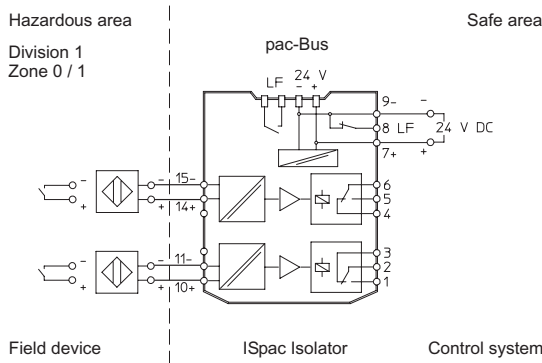 Hazardous area
Safe area
Division 1
Zone 0 / 1
pac-Bus
LF 24 V
- +
9- -
8 LF 24 V DC
7+ +
- - 15-
+ + 14+
6
5
4
- - 11-
+ + 10+
3
2
1
Field device
ISpac Isolator
Control system